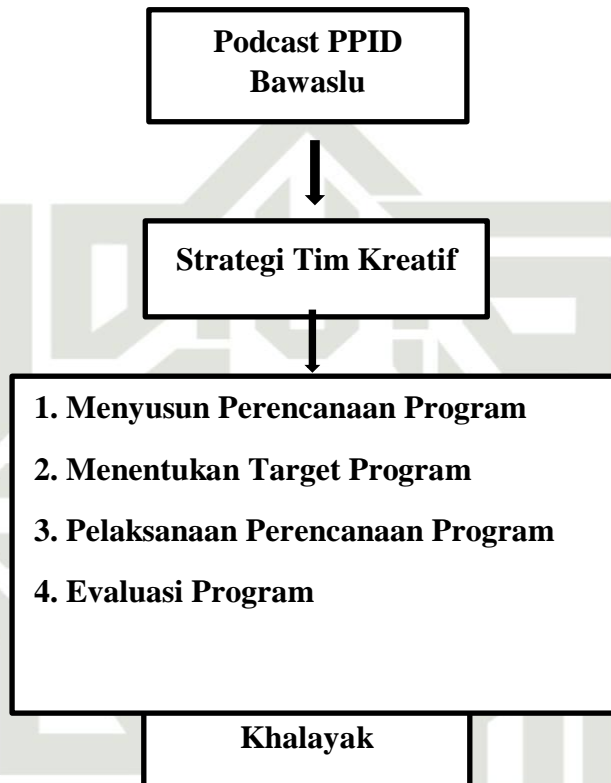 Podcast PPID
Bawaslu
Strategi Tim Kreatif
1. Menyusun Perencanaan Program
2. Menentukan Target Program
3. Pelaksanaan Perencanaan Program
4. Evaluasi Program
Khalayak